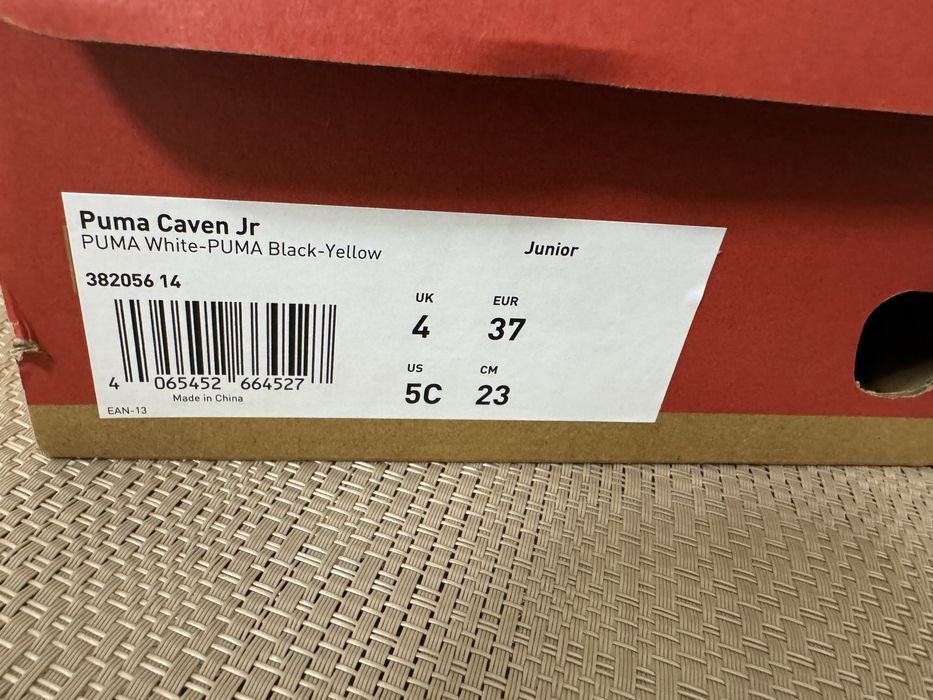 Puma Caven Jr
PUMA White-PUMA Black-Yellow
Junior
382056 14
UK EUR
4 37
US CM
5C 23
4 065452 664527
Made in China
EAN-13